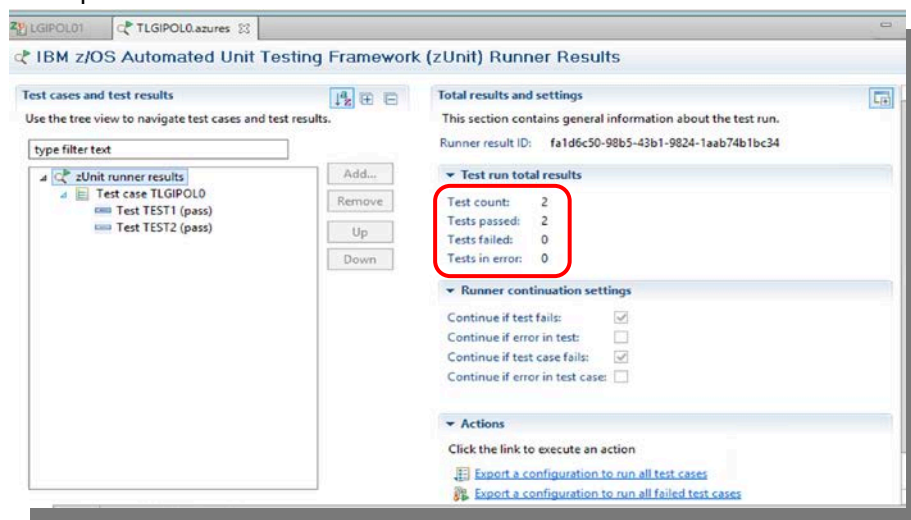 LGIPOL01
TLGIPOL0.azures
IBM z/OS Automated Unit Testing Framework (zUnit) Runner Results
Test cases and test results
Use the tree view to navigate test cases and test results.
type filter text
zUnit runner results
Test case TLGIPOL0
Test TEST1 (pass)
Test TEST2 (pass)
Add...
Remove
Up
Down
Total results and settings
This section contains general information about the test run.
Runner result ID: fa1d6c50-98b5-43b1-9824-1aab74b1bc34
Test run total results
Test count: 2
Tests passed: 2
Tests failed: 0
Tests in error: 0
Runner continuation settings
Continue if test fails:
Continue if error in test:
Continue if test case fails:
Continue if error in test case:
Actions
Click the link to execute an action
Export a configuration to run all test cases
Export a configuration to run all failed test cases